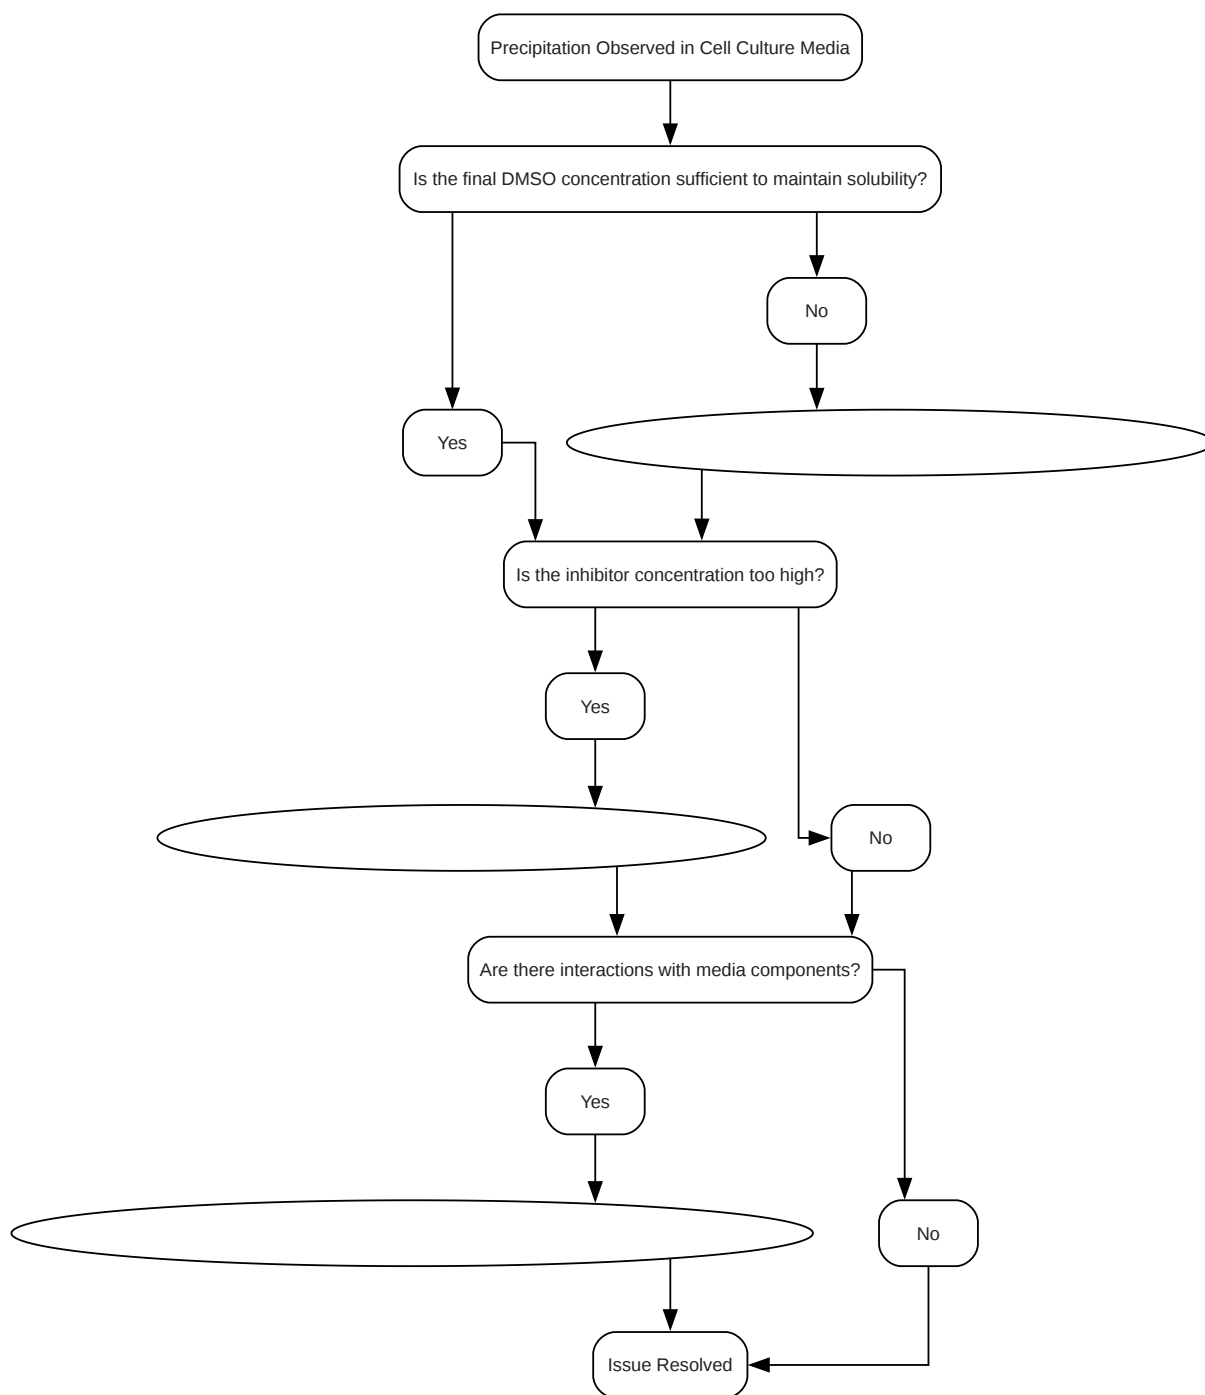 Precipitation Observed in Cell Culture Media
Is the final DMSO concentration sufficient to maintain solubility?
No
Yes
Is the inhibitor concentration too high?
Yes
No
Are there interactions with media components?
Yes
No
Issue Resolved